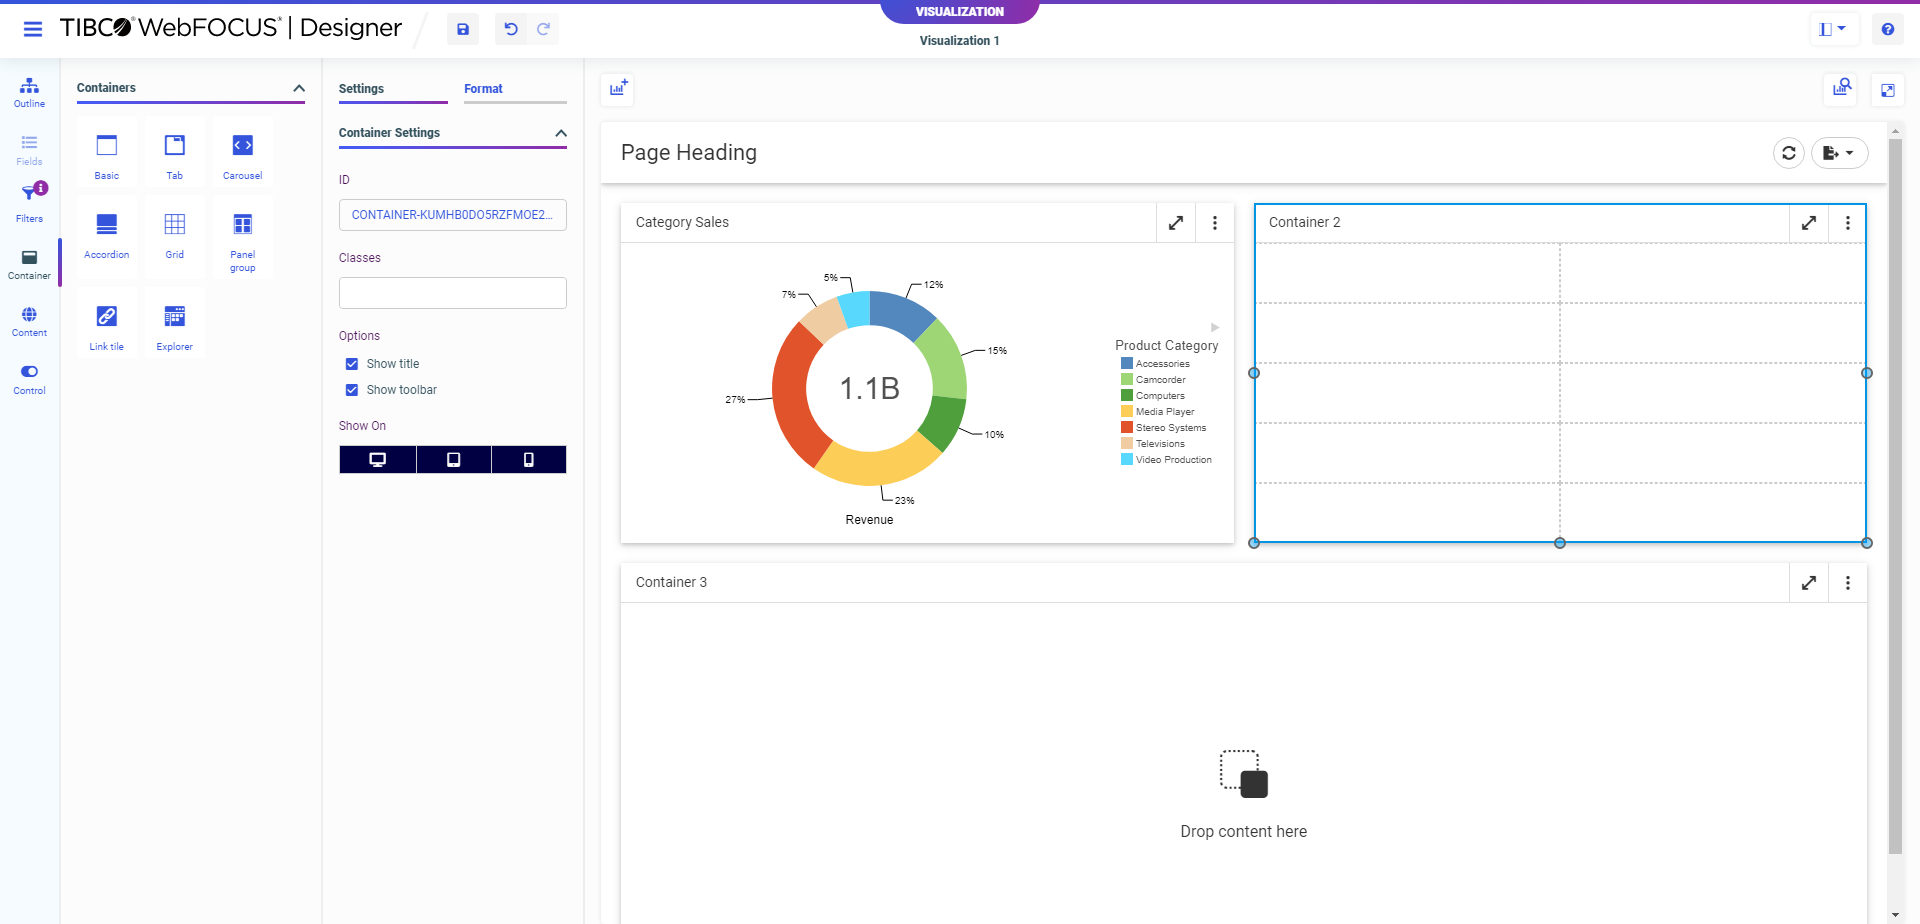 VISUALIZATION
TIBCO® WebFOCUS® | Designer
Visualization 1
Outline
Fields
Filters
Container
Content
Control
Containers
Basic
Tab
Carousel
Accordion
Grid
Panel
group
Link tile
Explorer
Settings
Format
Container Settings
ID
CONTAINER-KUMHB0DO5RZFMOE2...
Classes
Options
Show title
Show toolbar
Show On
Page Heading
Category Sales
5%
12%
7%
15%
27%
1.1B
10%
23%
Revenue
Product Category
Accessories
Camcorder
Computers
Media Player
Stereo Systems
Televisions
Video Production
Container 2
Container 3
Drop content here